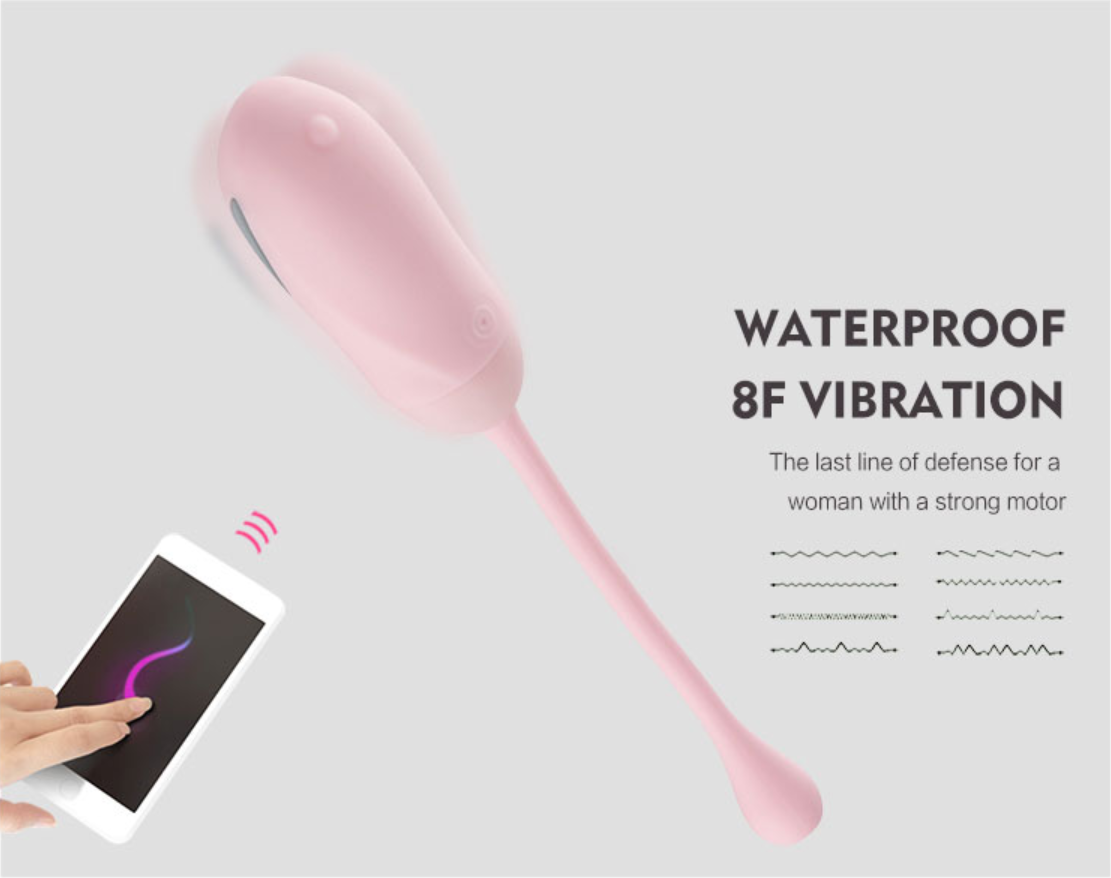 WATERPROOF
8F VIBRATION
The last line of defense for a
woman with a strong motor